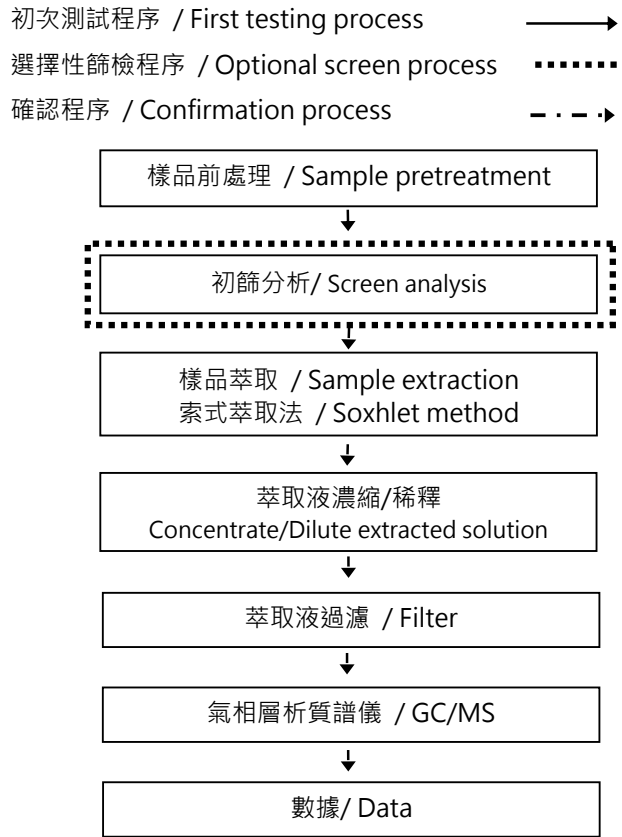 初次測試程序 / First testing process
選擇性篩檢程序 / Optional screen process
確認程序 / Confirmation process
樣品前處理 / Sample pretreatment
初篩分析/ Screen analysis
樣品萃取 / Sample extraction
索式萃取法 / Soxhlet method
萃取液濃縮/稀釋
Concentrate/Dilute extracted solution
萃取液過濾 / Filter
氣相層析質譜儀 / GC/MS
數據/ Data